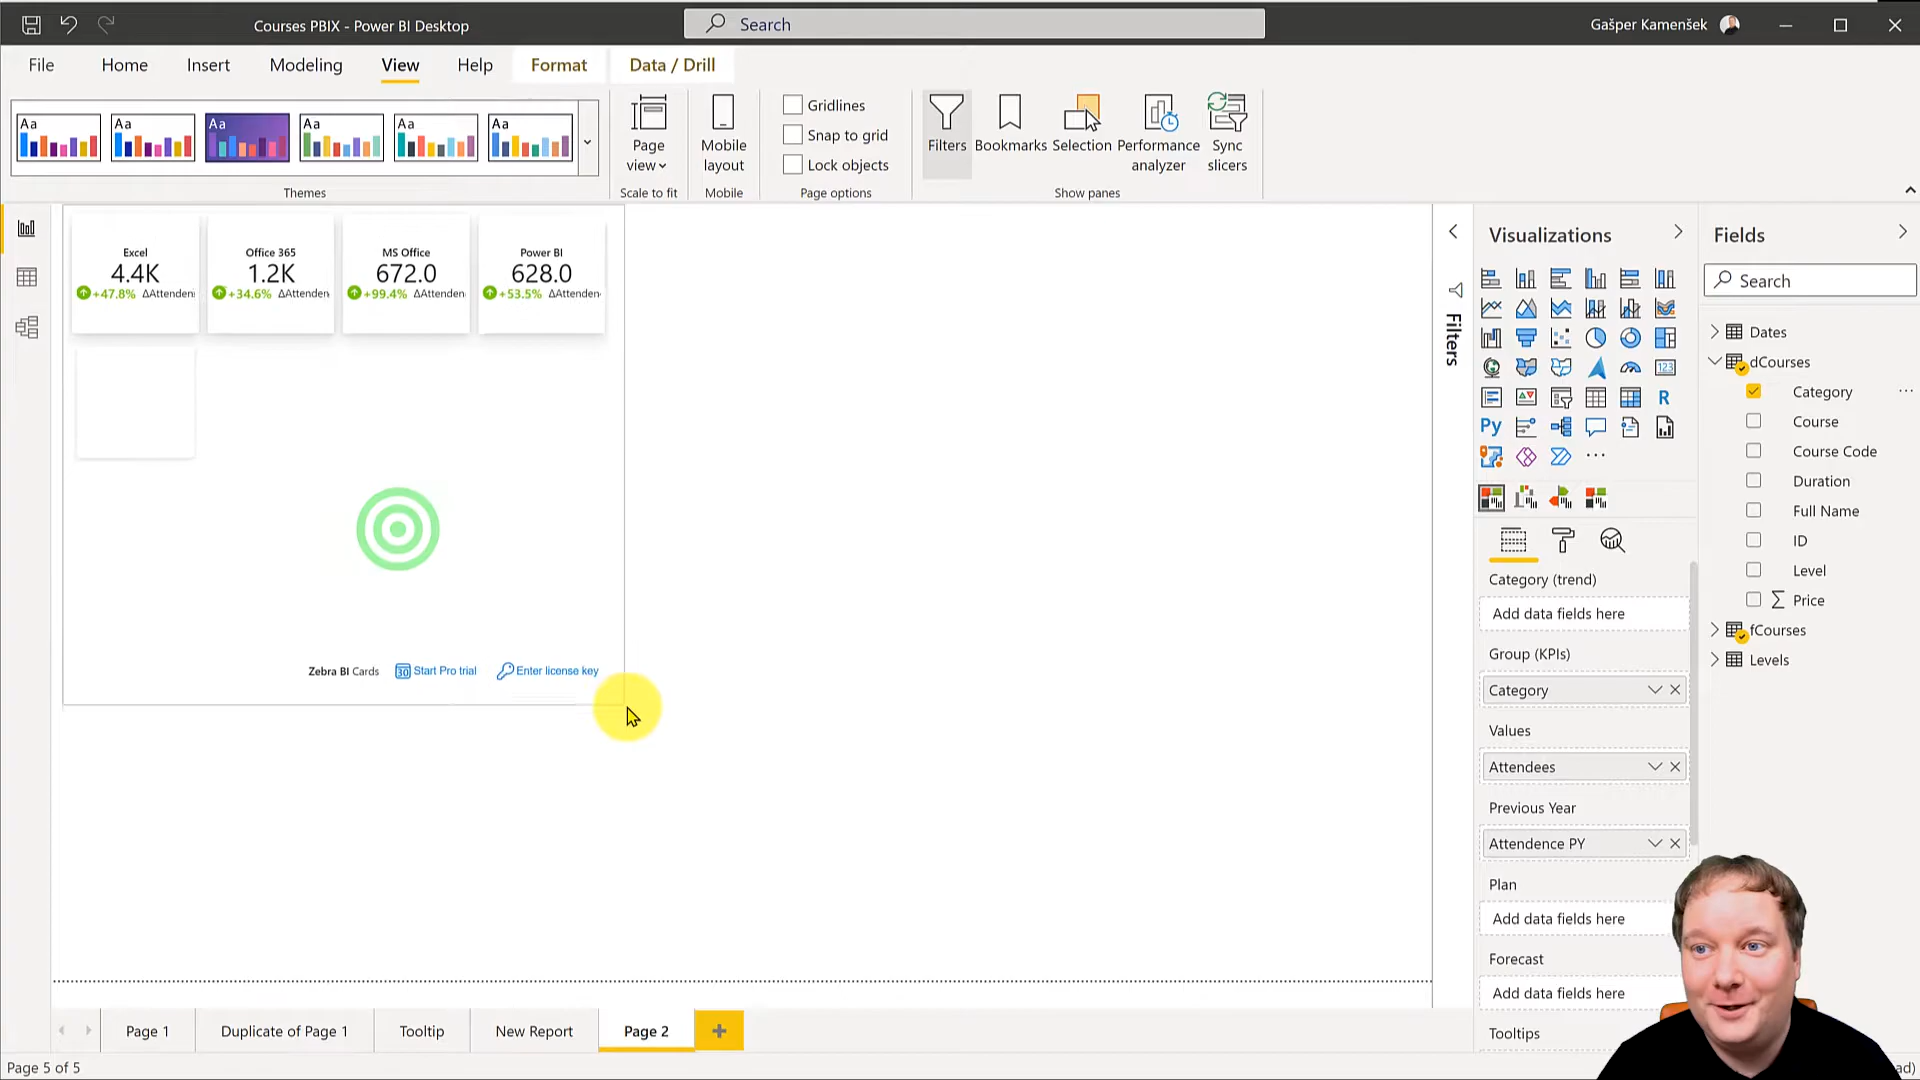 Courses PBIX - Power BI Desktop
Search
Gašper Kamenšek
File
Home
Insert
Modeling
View
Help
Format
Data / Drill
Aa
Aa
Aa
Aa
Aa
Aa
Themes
Page
view
Scale to fit
Mobile
layout
Mobile
Gridlines
Snap to grid
Lock objects
Page options
Filters
Bookmarks
Selection
Performance
analyzer
Sync
slicers
Show panes
Excel
4.4K
+47.8% ΔAttenden
Office 365
1.2K
+34.6% ΔAttenden
MS Office
672.0
+99.4% ΔAttenden
Power BI
628.0
+53.5% ΔAttenden
Zebra BI Cards
30 Start Pro trial
Enter license key
Filters
Visualizations
123
R
Py
Category (trend)
Add data fields here
Group (KPIs)
Category
Values
Attendees
Previous Year
Attendence PY
Plan
Add data fields here
Forecast
Add data fields here
Tooltips
Fields
Search
Dates
dCourses
Category
Course
Course Code
Duration
Full Name
ID
Level
Σ Price
fCourses
Levels
Page 1
Duplicate of Page 1
Tooltip
New Report
Page 2
Page 5 of 5